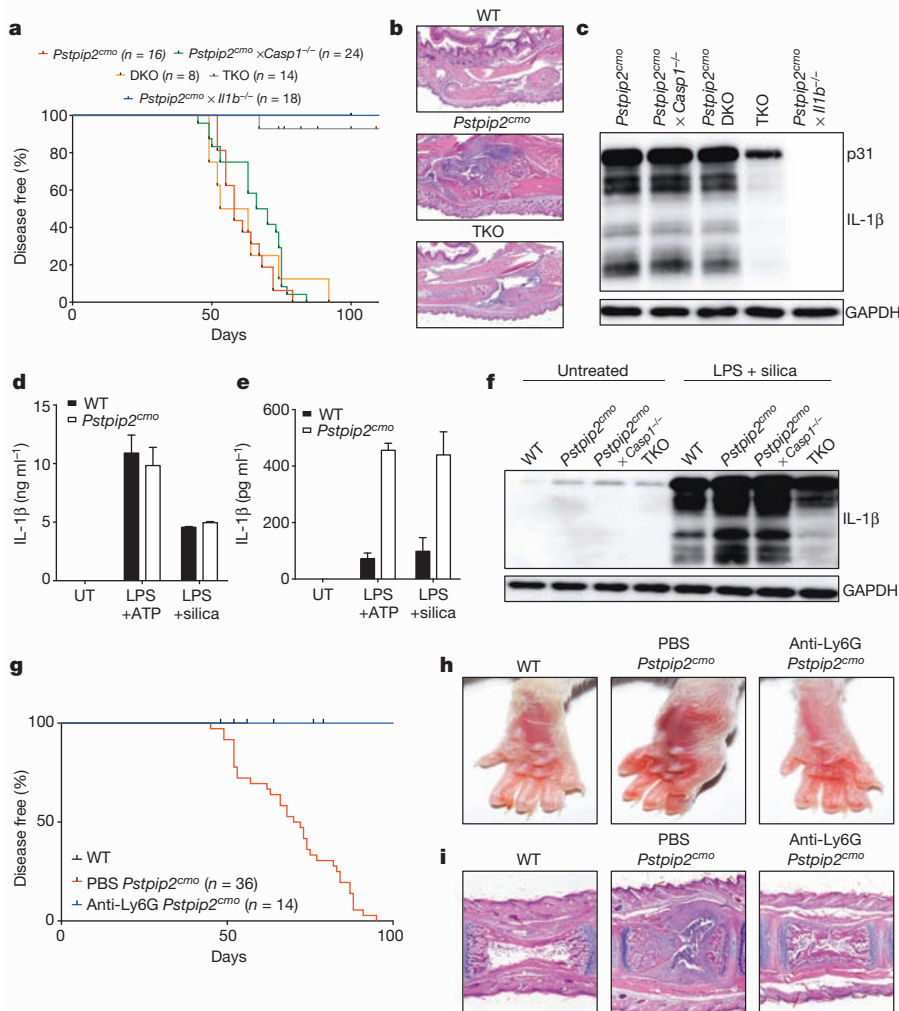 a
Pstpip2cmo (n = 16) Pstpip2cmo ×Casp1–/– (n = 24)
DKO (n = 8) TKO (n = 14)
Pstpip2cmo × Il1b–/– (n = 18)
Disease free (%)
100
80
60
40
20
0
0 50 100
Days
b
WT
Pstpip2cmo
TKO
c
Pstpip2cmo
Pstpip2cmo × Casp1–/–
Pstpip2cmo DKO
TKO
Pstpip2cmo × Il1b–/–
p31
IL-1β
GAPDH
d
WT
Pstpip2cmo
IL-1β (ng ml–1)
15
10
5
0
UT LPS +ATP LPS +silica
e
WT
Pstpip2cmo
IL-1β (pg ml–1)
600
400
200
0
UT LPS +ATP LPS +silica
f
Untreated LPS + silica
WT
Pstpip2cmo
Pstpip2cmo × Casp1–/–
TKO
WT
Pstpip2cmo
Pstpip2cmo × Casp1–/–
TKO
IL-1β
GAPDH
g
Disease free (%)
100
50
0
WT
PBS Pstpip2cmo (n = 36)
Anti-Ly6G Pstpip2cmo (n = 14)
0 50 100
Days
h
WT
PBS
Pstpip2cmo
Anti-Ly6G
Pstpip2cmo
i
WT
PBS
Pstpip2cmo
Anti-Ly6G
Pstpip2cmo